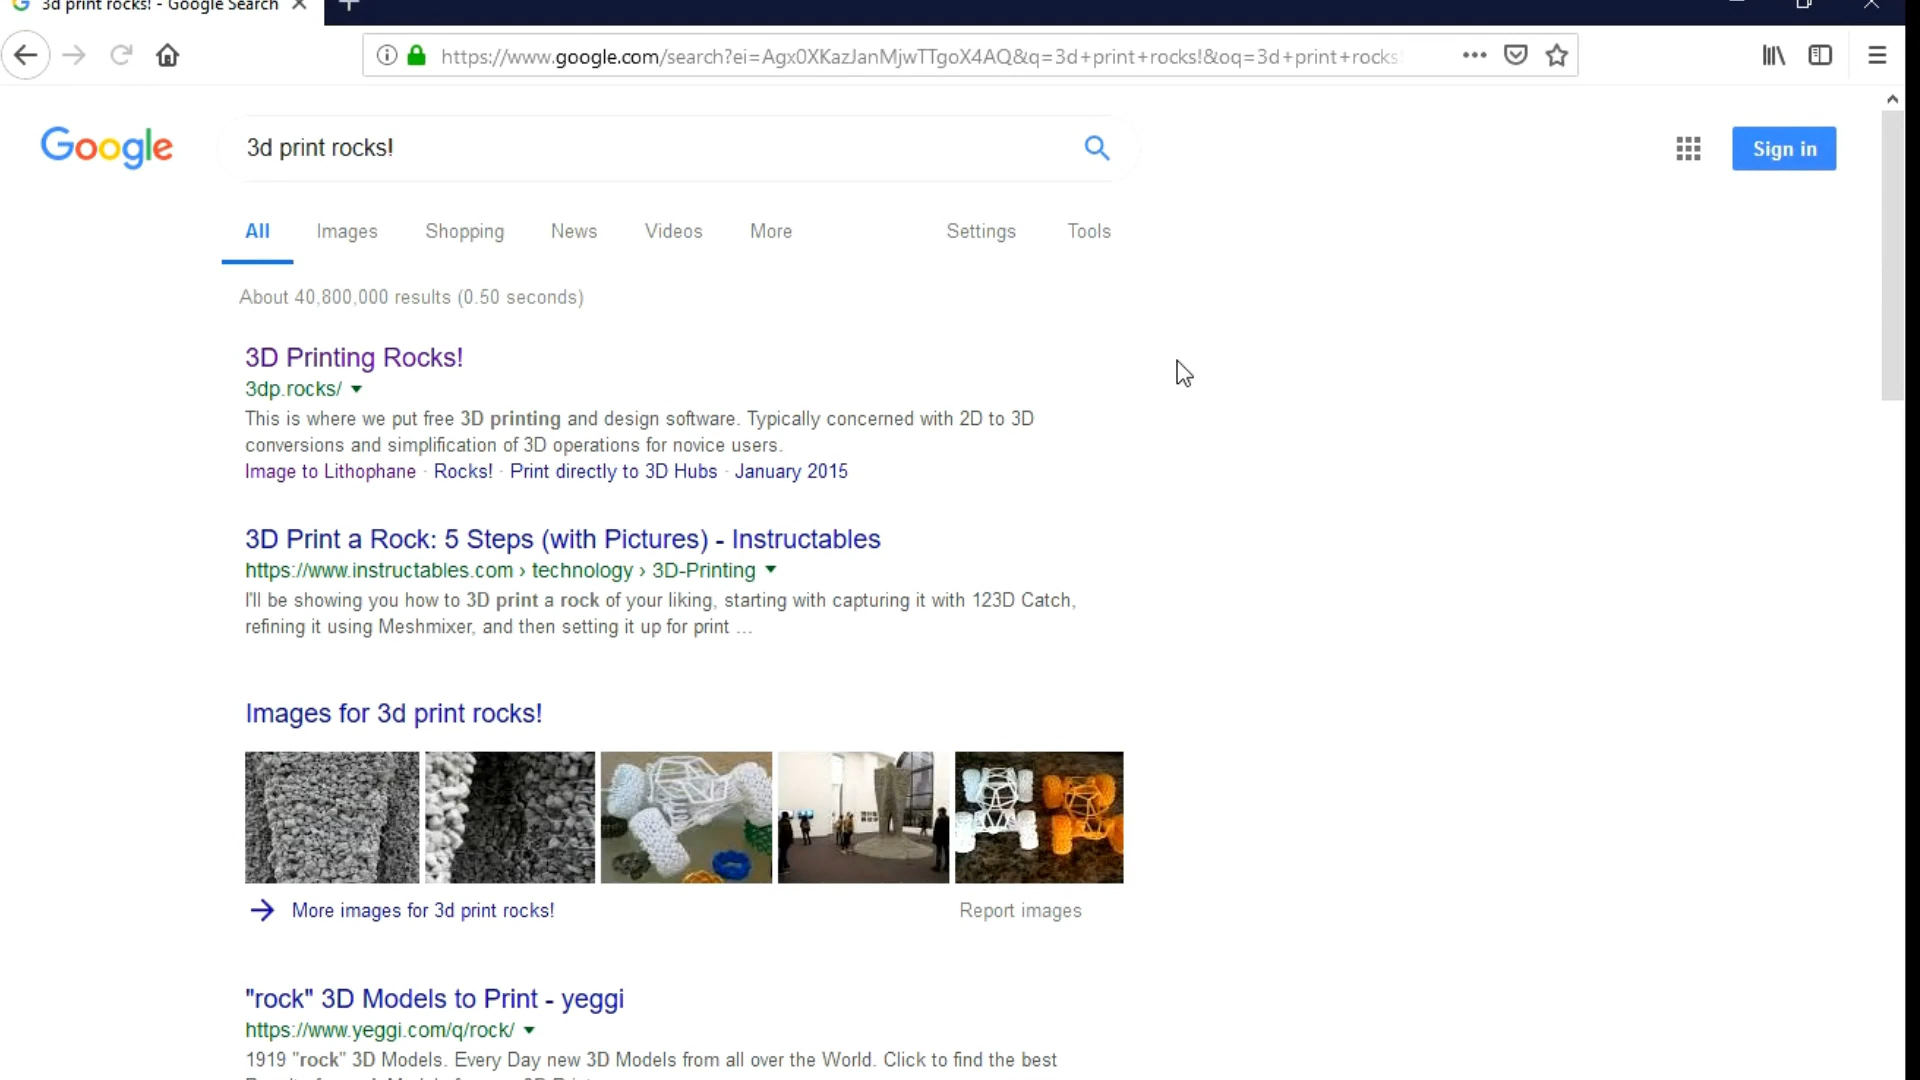 3d print rocks! - Google Search
https://www.google.com/search?ei=Agx0XKazJanMjwTTgoX4AQ&q=3d+print+rocks!&oq=3d+print+rocks
Google
3d print rocks!
Sign in
All Images Shopping News Videos More Settings Tools
About 40,800,000 results (0.50 seconds)
3D Printing Rocks!
3dp.rocks/
This is where we put free 3D printing and design software. Typically concerned with 2D to 3D
conversions and simplification of 3D operations for novice users.
Image to Lithophane · Rocks! · Print directly to 3D Hubs · January 2015
3D Print a Rock: 5 Steps (with Pictures) - Instructables
https://www.instructables.com › technology › 3D-Printing
I'll be showing you how to 3D print a rock of your liking, starting with capturing it with 123D Catch,
refining it using Meshmixer, and then setting it up for print ...
Images for 3d print rocks!
More images for 3d print rocks!
Report images
"rock" 3D Models to Print - yeggi
https://www.yeggi.com/q/rock/
1919 "rock" 3D Models. Every Day new 3D Models from all over the World. Click to find the best